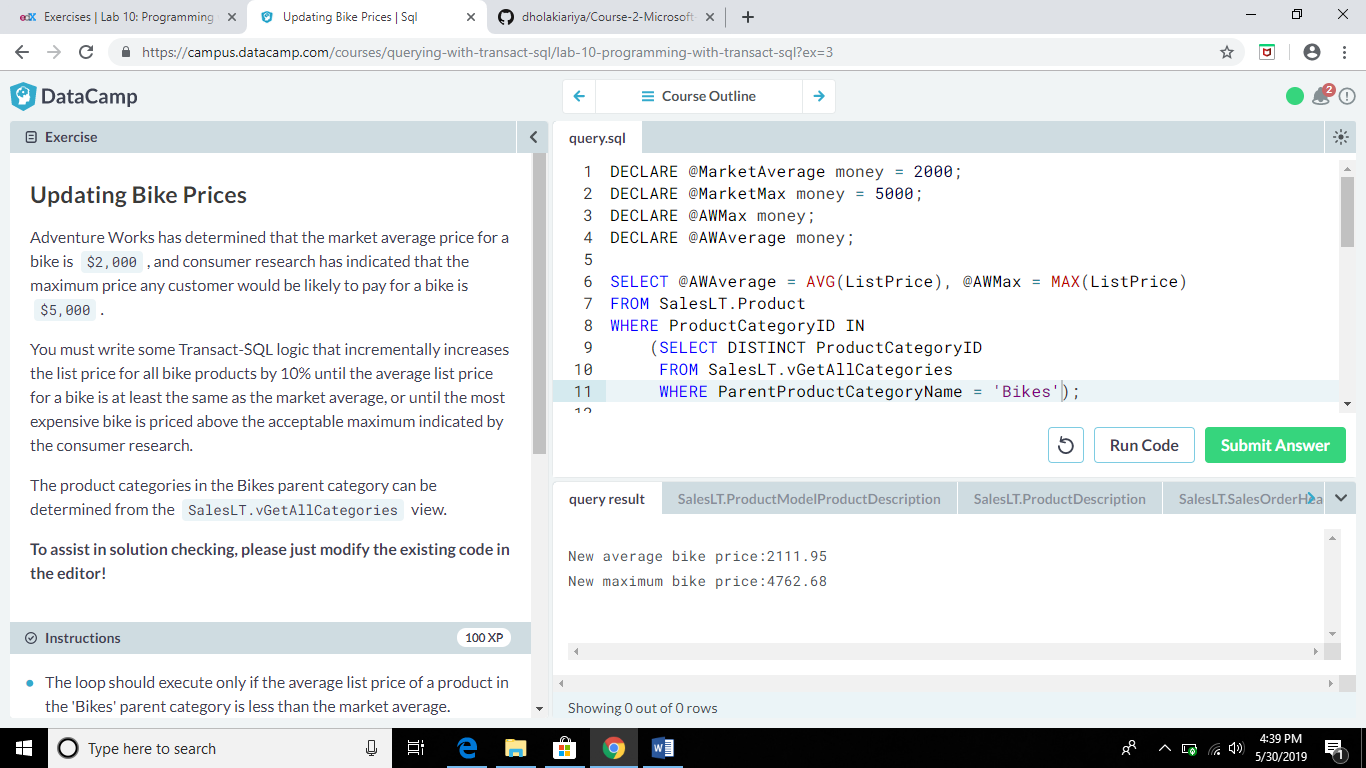 edX Exercises | Lab 10: Programming
Updating Bike Prices | Sql
dholakiariya/Course-2-Microsoft-
https://campus.datacamp.com/courses/querying-with-transact-sql/lab-10-programming-with-transact-sql?ex=3
DataCamp
Course Outline
2
Exercise
Updating Bike Prices
Adventure Works has determined that the market average price for a
bike is $2,000 , and consumer research has indicated that the
maximum price any customer would be likely to pay for a bike is
$5,000 .
You must write some Transact-SQL logic that incrementally increases
the list price for all bike products by 10% until the average list price
for a bike is at least the same as the market average, or until the most
expensive bike is priced above the acceptable maximum indicated by
the consumer research.
The product categories in the Bikes parent category can be
determined from the SalesLT.vGetAllCategories view.
To assist in solution checking, please just modify the existing code in
the editor!
Instructions
100 XP
The loop should execute only if the average list price of a product in
the 'Bikes' parent category is less than the market average.
query.sql
1 DECLARE @MarketAverage money = 2000;
2 DECLARE @MarketMax money = 5000;
3 DECLARE @AWMax money;
4 DECLARE @AWAverage money;
5
6 SELECT @AWAverage = AVG(ListPrice), @AWMax = MAX(ListPrice)
7 FROM SalesLT.Product
8 WHERE ProductCategoryID IN
9 (SELECT DISTINCT ProductCategoryID
10 FROM SalesLT.vGetAllCategories
11 WHERE ParentProductCategoryName = 'Bikes');
12
Run Code
Submit Answer
query result
SalesLT.ProductModelProductDescription
SalesLT.ProductDescription
SalesLT.SalesOrderHea
New average bike price:2111.95
New maximum bike price:4762.68
Showing 0 out of 0 rows
Type here to search
4:39 PM
5/30/2019
1